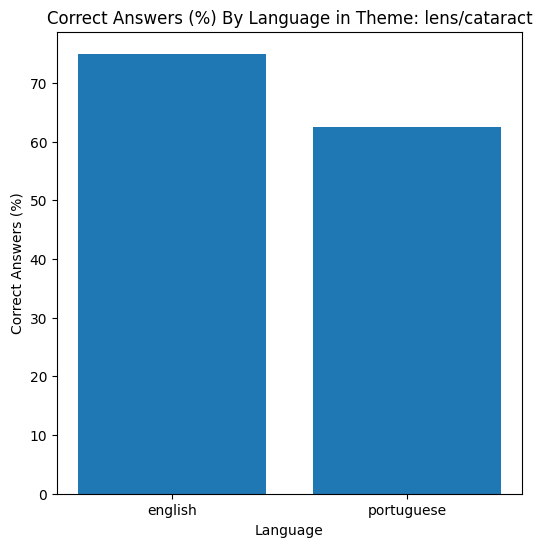 Correct Answers (%) By Language in Theme: lens/cataract
Correct Answers (%)
70
60
50
40
30
20
10
0
english
portuguese
Language